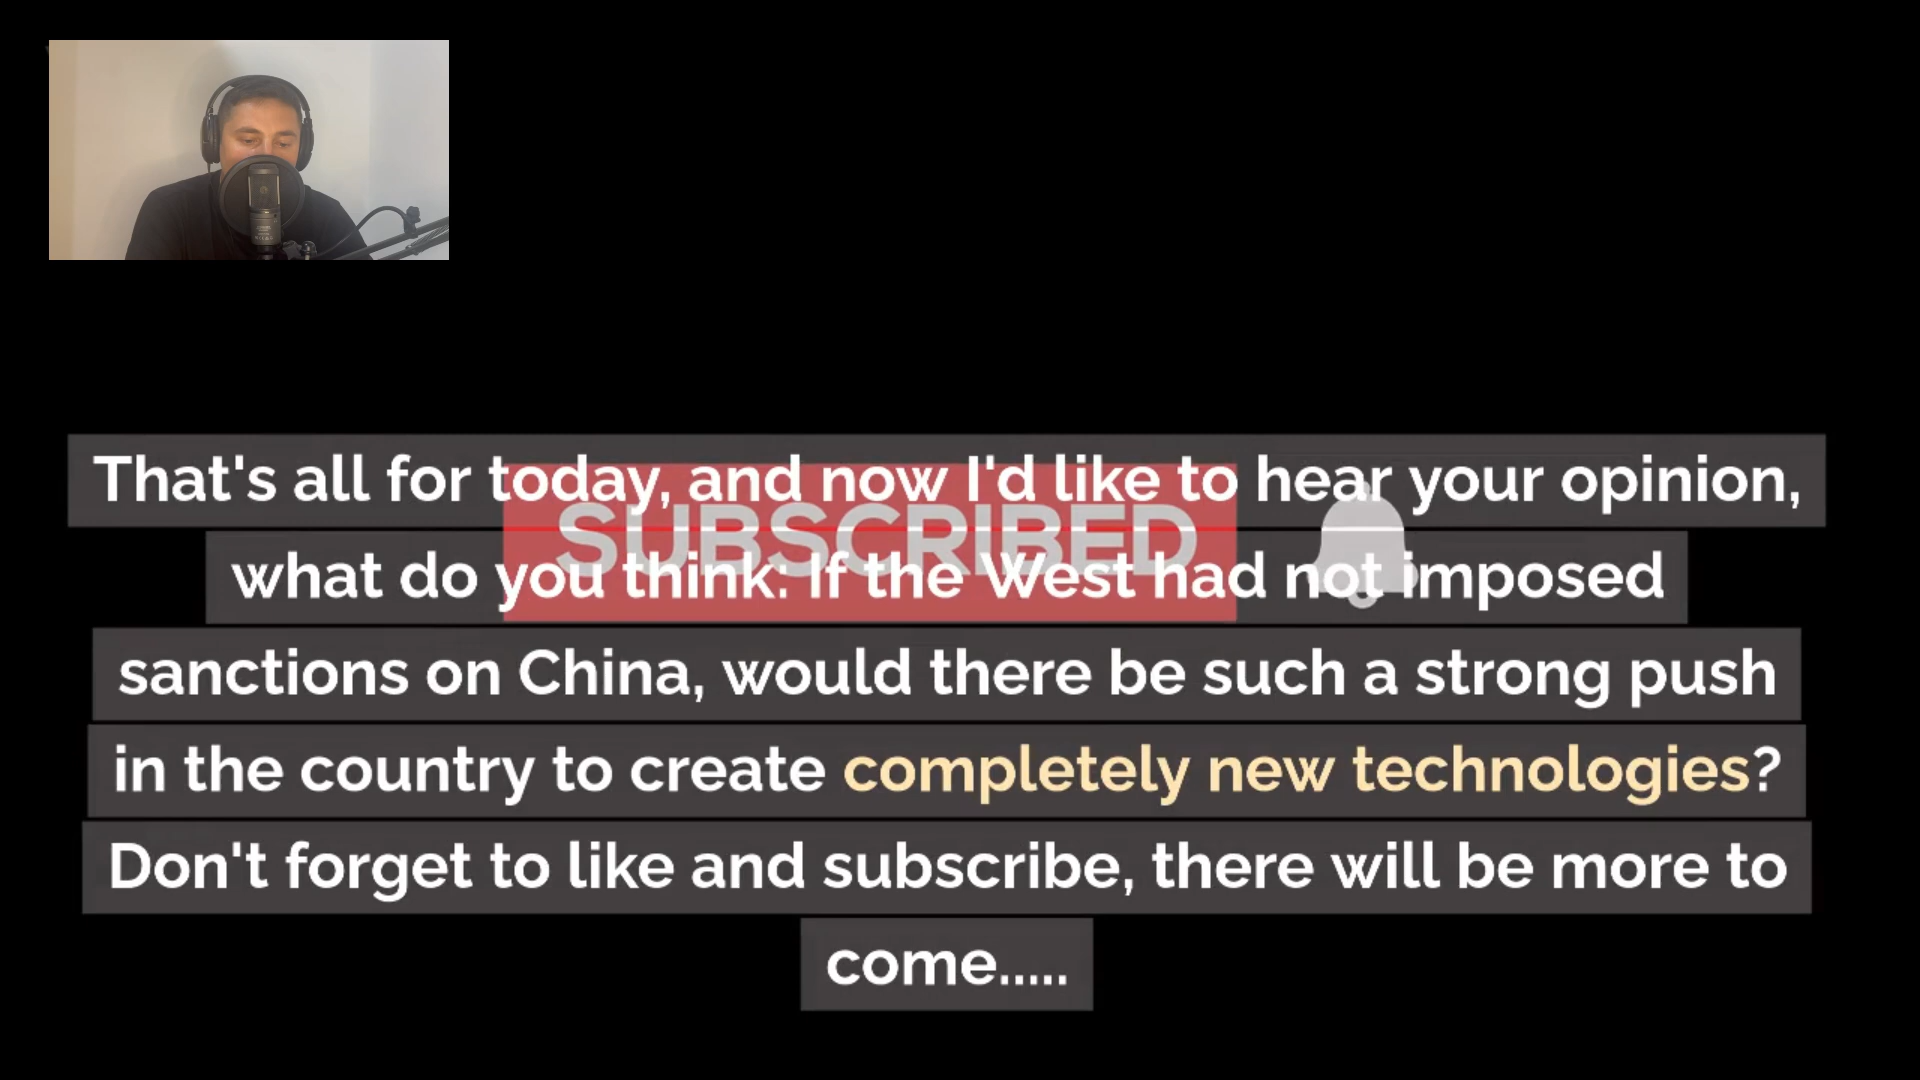 That's all for today, and now I'd like to hear your opinion,
SUBSCRIBED
what do you think: If the West had not imposed
sanctions on China, would there be such a strong push
in the country to create completely new technologies?
Don't forget to like and subscribe, there will be more to
come.....